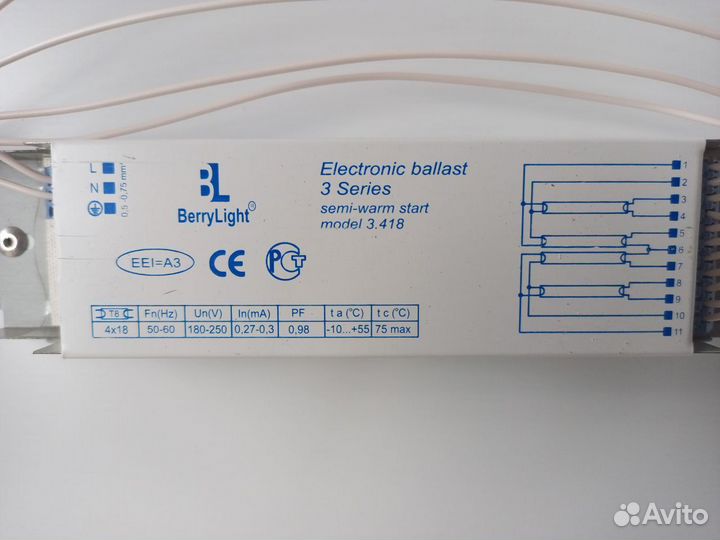 L
N
0,5-0,75 mm²
BL
BerryLight®
Electronic ballast
3 Series
semi-warm start
model 3.418
EEI=A3
CE
PCT
T8 Fn(Hz) Un(V) In(mA) PF t a (°C) t c (°C)
4x18 50-60 180-250 0,27-0,3 0,98 -10...+55 75 max
1
2
3
4
5
6
7
8
9
10
11
Avito